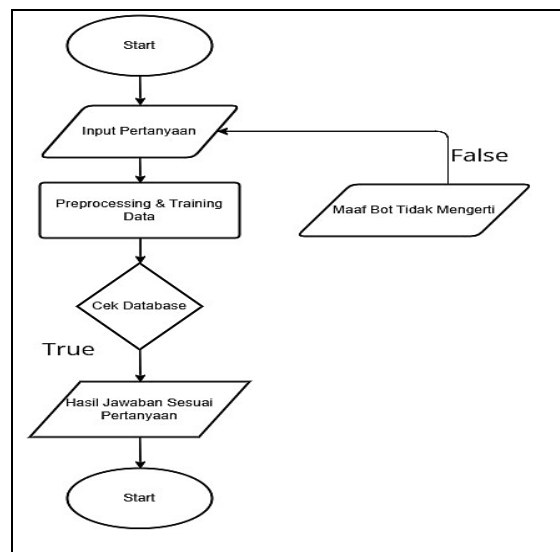 Start
Input Pertanyaan
False
Preprocessing & Training
Data
Maaf Bot Tidak Mengerti
Cek Database
True
Hasil Jawaban Sesuai
Pertanyaan
Start